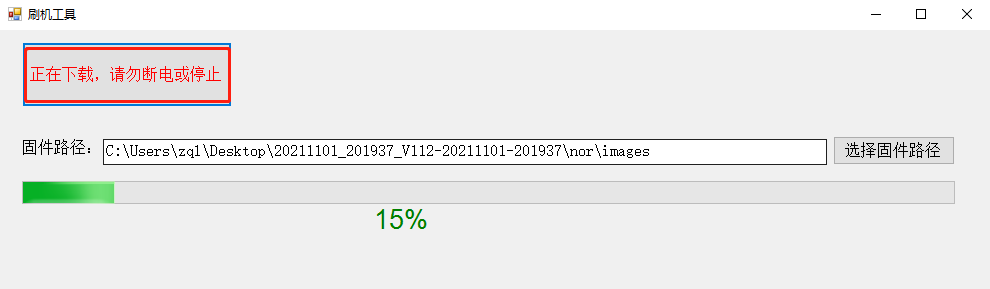 刷机工具
正在下载，请勿断电或停止
固件路径： C:\Users\zql\Desktop\20211101_201937_V112-20211101-201937\nor\images 选择固件路径
15%